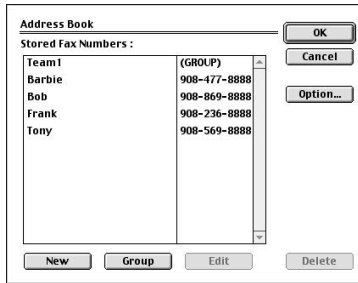 Address Book
OK
Stored Fax Numbers :
Cancel
Team1 (GROUP)
Barbie 908-477-8888
Bob 908-869-8888
Option...
Frank 908-236-8888
Tony 908-569-8888
New Group Edit Delete